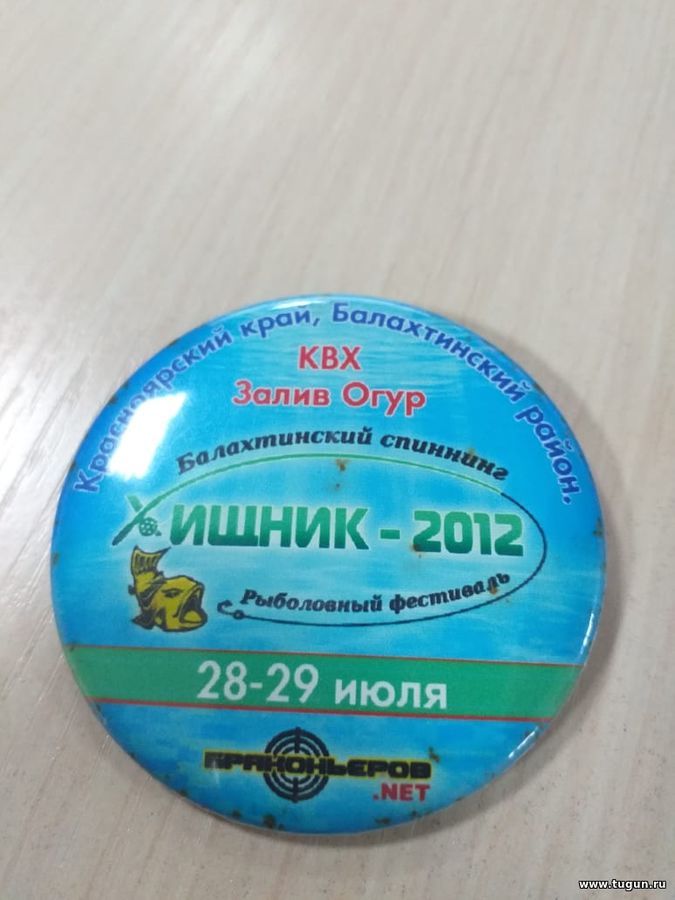 Красноярский край, Балахтинский район.
КВХ
Залив Огур
Балахтинский спиннинг
ХИЩНИК - 2012
Рыболовный фестиваль
28-29 июля
БРАКОНЬЕРОВ
.NET
www.tugun.ru